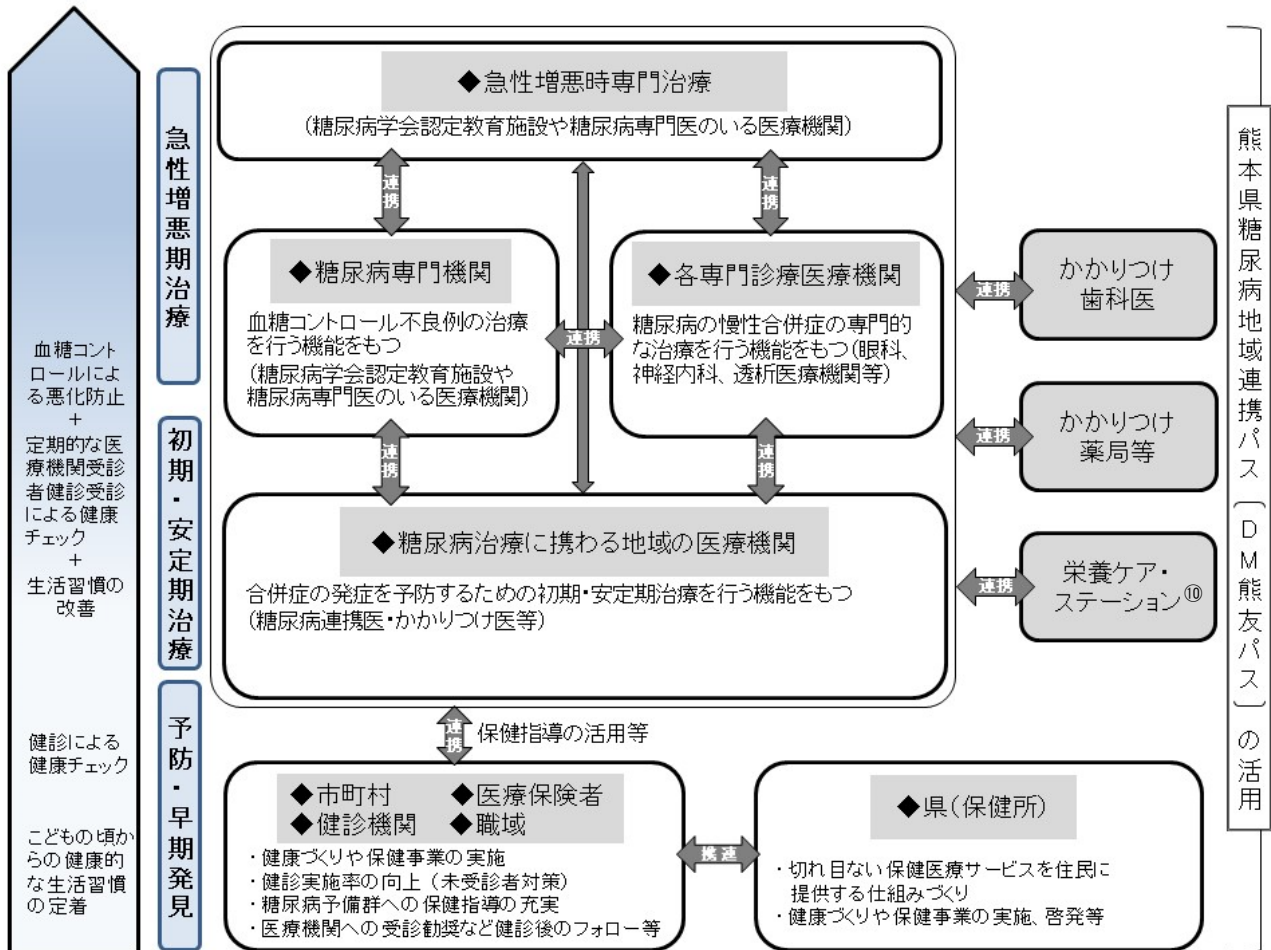 ◆急性増悪時専門治療
(糖尿病学会認定教育施設や糖尿病専門医のいる医療機関)
急性増悪期治療
連携
連携
◆糖尿病専門機関
血糖コントロール不良例の治療
を行う機能をもつ
(糖尿病学会認定教育施設や
糖尿病専門医のいる医療機関)
連携
◆各専門診療医療機関
糖尿病の慢性合併症の専門的
な治療を行う機能をもつ(眼科、
神経内科、透析医療機関等)
連携
かかりつけ
歯科医
連携
かかりつけ
薬局等
連携
栄養ケア・
ステーション⑩
熊本県糖尿病地域連携パス〔DM熊友パス〕の活用
血糖コント
ロールによ
る悪化防止
+
定期的な医
療機関受診
者健診受診
による健康
チェック
+
生活習慣の
改善
初期・安定期治療
連携
連携
◆糖尿病治療に携わる地域の医療機関
合併症の発症を予防するための初期・安定期治療を行う機能をもつ
(糖尿病連携医・かかりつけ医等)
連携
保健指導の活用等
健診による
健康チェック
こどもの頃か
らの健康的
な生活習慣
の定着
予防・早期発見
◆市町村 ◆医療保険者
◆健診機関 ◆職域
・健康づくりや保健事業の実施
・健診実施率の向上(未受診者対策)
・糖尿病予備群への保健指導の充実
・医療機関への受診勧奨など健診後のフォロー等
携連
◆県(保健所)
・切れ目ない保健医療サービスを住民に
提供する仕組みづくり
・健康づくりや保健事業の実施、啓発等